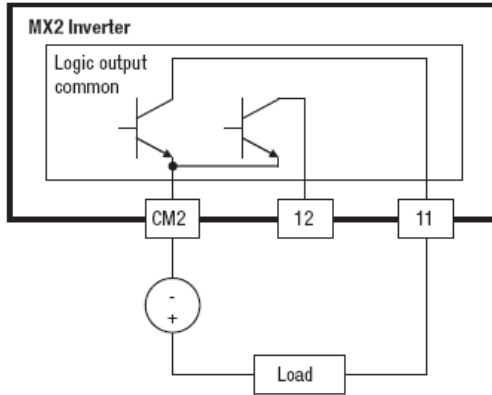 MX2 Inverter
Logic output
common
CM2
12
11
-
+
Load